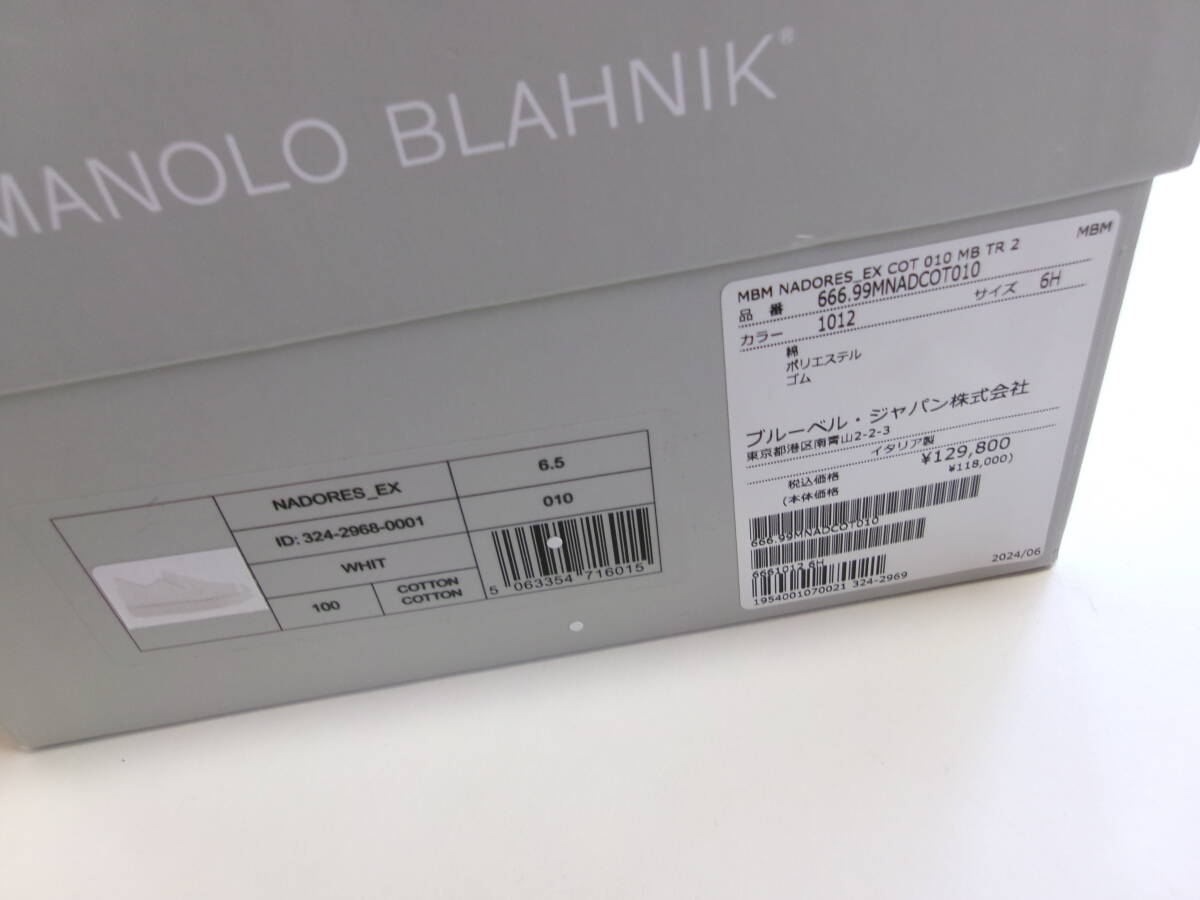 MANOLO BLAHNIK®
NADORES_EX
6.5
ID: 324-2968-0001
010
WHIT
100
COTTON
COTTON
5 063354 716015
MBM NADORES_EX COT 010 MB TR 2 MBM
品 番 666.99MNADCOT010
カラー 1012 サイズ 6H
綿
ポリエステル
ゴム
ブルーベル・ジャパン株式会社
東京都港区南青山2-2-3
イタリア製
税込価格 ¥129,800
(本体価格 ¥118,000)
666.99MNADCOT010
6661012 6H
1954001070021 324-2969 2024/06